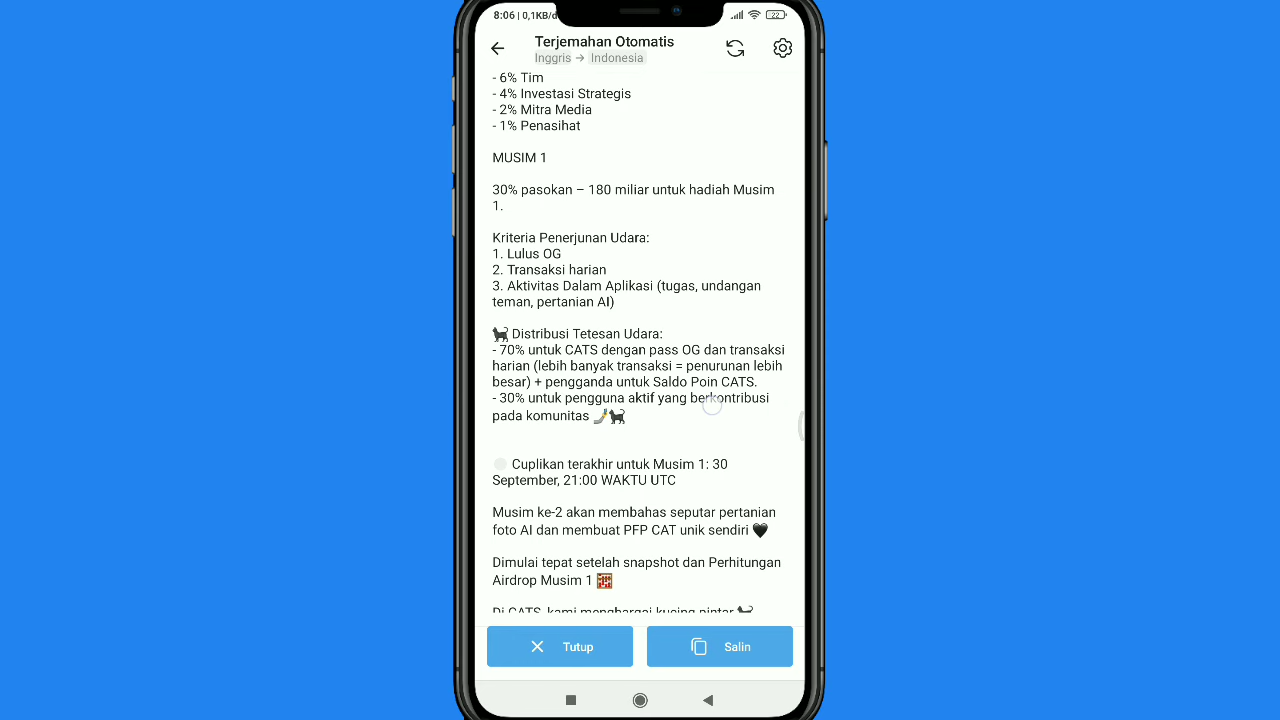 8:06 | 0,1KB/d
22
Terjemahan Otomatis
Inggris → Indonesia
- 6% Tim
- 4% Investasi Strategis
- 2% Mitra Media
- 1% Penasihat
MUSIM 1
30% pasokan – 180 miliar untuk hadiah Musim
1.
Kriteria Penerjunan Udara:
1. Lulus OG
2. Transaksi harian
3. Aktivitas Dalam Aplikasi (tugas, undangan
teman, pertanian AI)
🐈‍⬛ Distribusi Tetesan Udara:
- 70% untuk CATS dengan pass OG dan transaksi
harian (lebih banyak transaksi = penurunan lebih
besar) + pengganda untuk Saldo Poin CATS.
- 30% untuk pengguna aktif yang berkontribusi
pada komunitas 🤳🐈‍⬛
⚪ Cuplikan terakhir untuk Musim 1: 30
September, 21:00 WAKTU UTC
Musim ke-2 akan membahas seputar pertanian
foto AI dan membuat PFP CAT unik sendiri 🖤
Dimulai tepat setelah snapshot dan Perhitungan
Airdrop Musim 1 🧮
Di CATS, kami menghargai kucing pintar 🐈‍⬛
Tutup
Salin